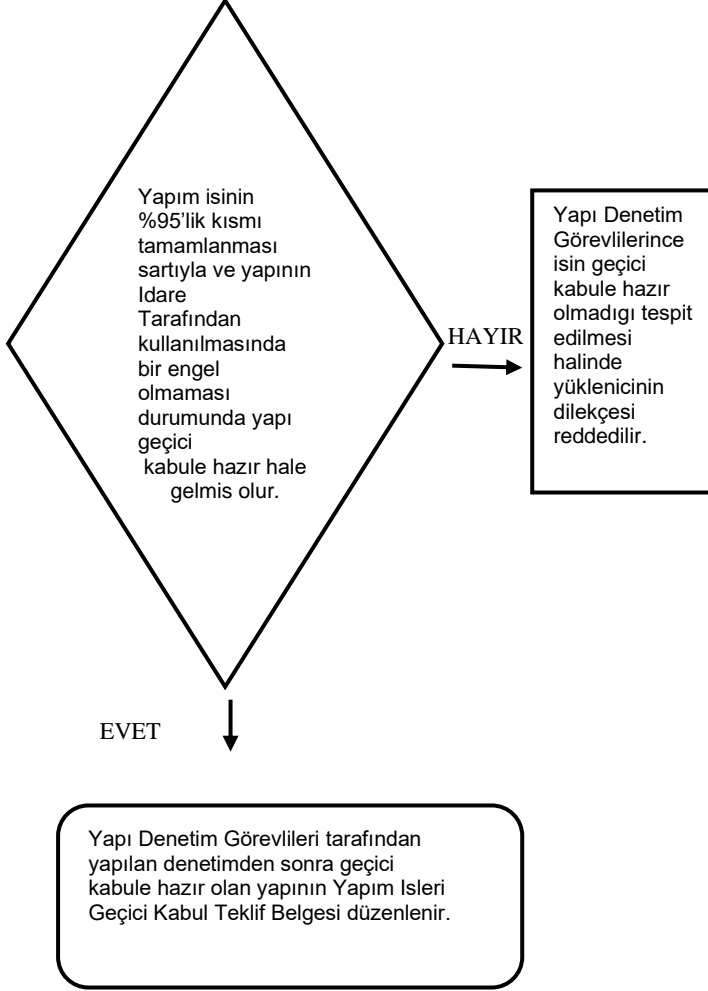 Yapım isinin
%95’lik kısmı
tamamlanması
sartıyla ve yapının
Idare
Tarafından
kullanılmasında
bir engel
olmaması
durumunda yapı
geçici
kabule hazır hale
gelmis olur.
HAYIR
Yapı Denetim
Görevlilerince
isin geçici
kabule hazır
olmadıgı tespit
edilmesi
halinde
yüklenicinin
dilekçesi
reddedilir.
EVET
Yapı Denetim Görevlileri tarafından
yapılan denetimden sonra geçici
kabule hazır olan yapının Yapım Isleri
Geçici Kabul Teklif Belgesi düzenlenir.